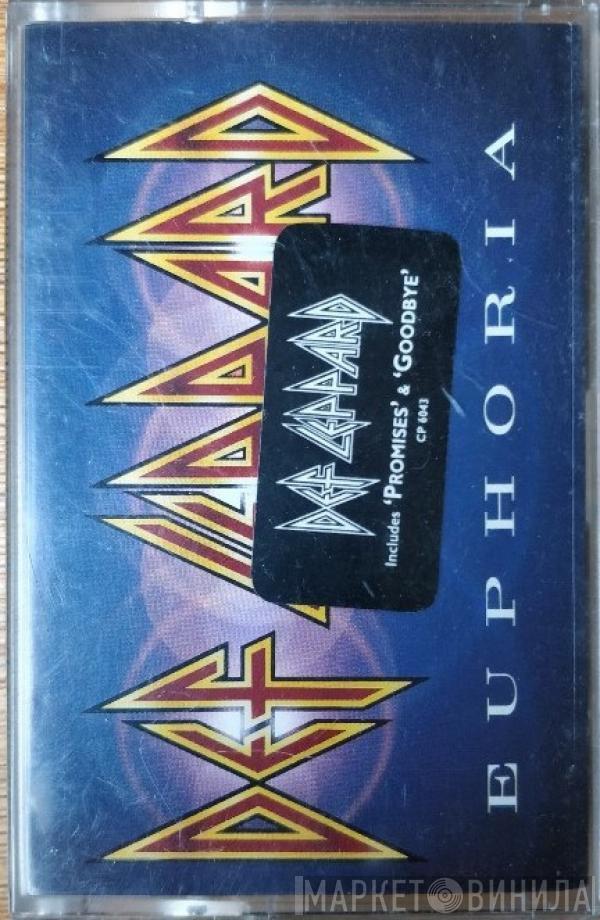 DEF LEPPARD
DEF LEPPARD
Includes 'PROMISES' & 'GOODBYE'
CP 6043
EUPHORIA
МАРКЕТ ВИНИЛА